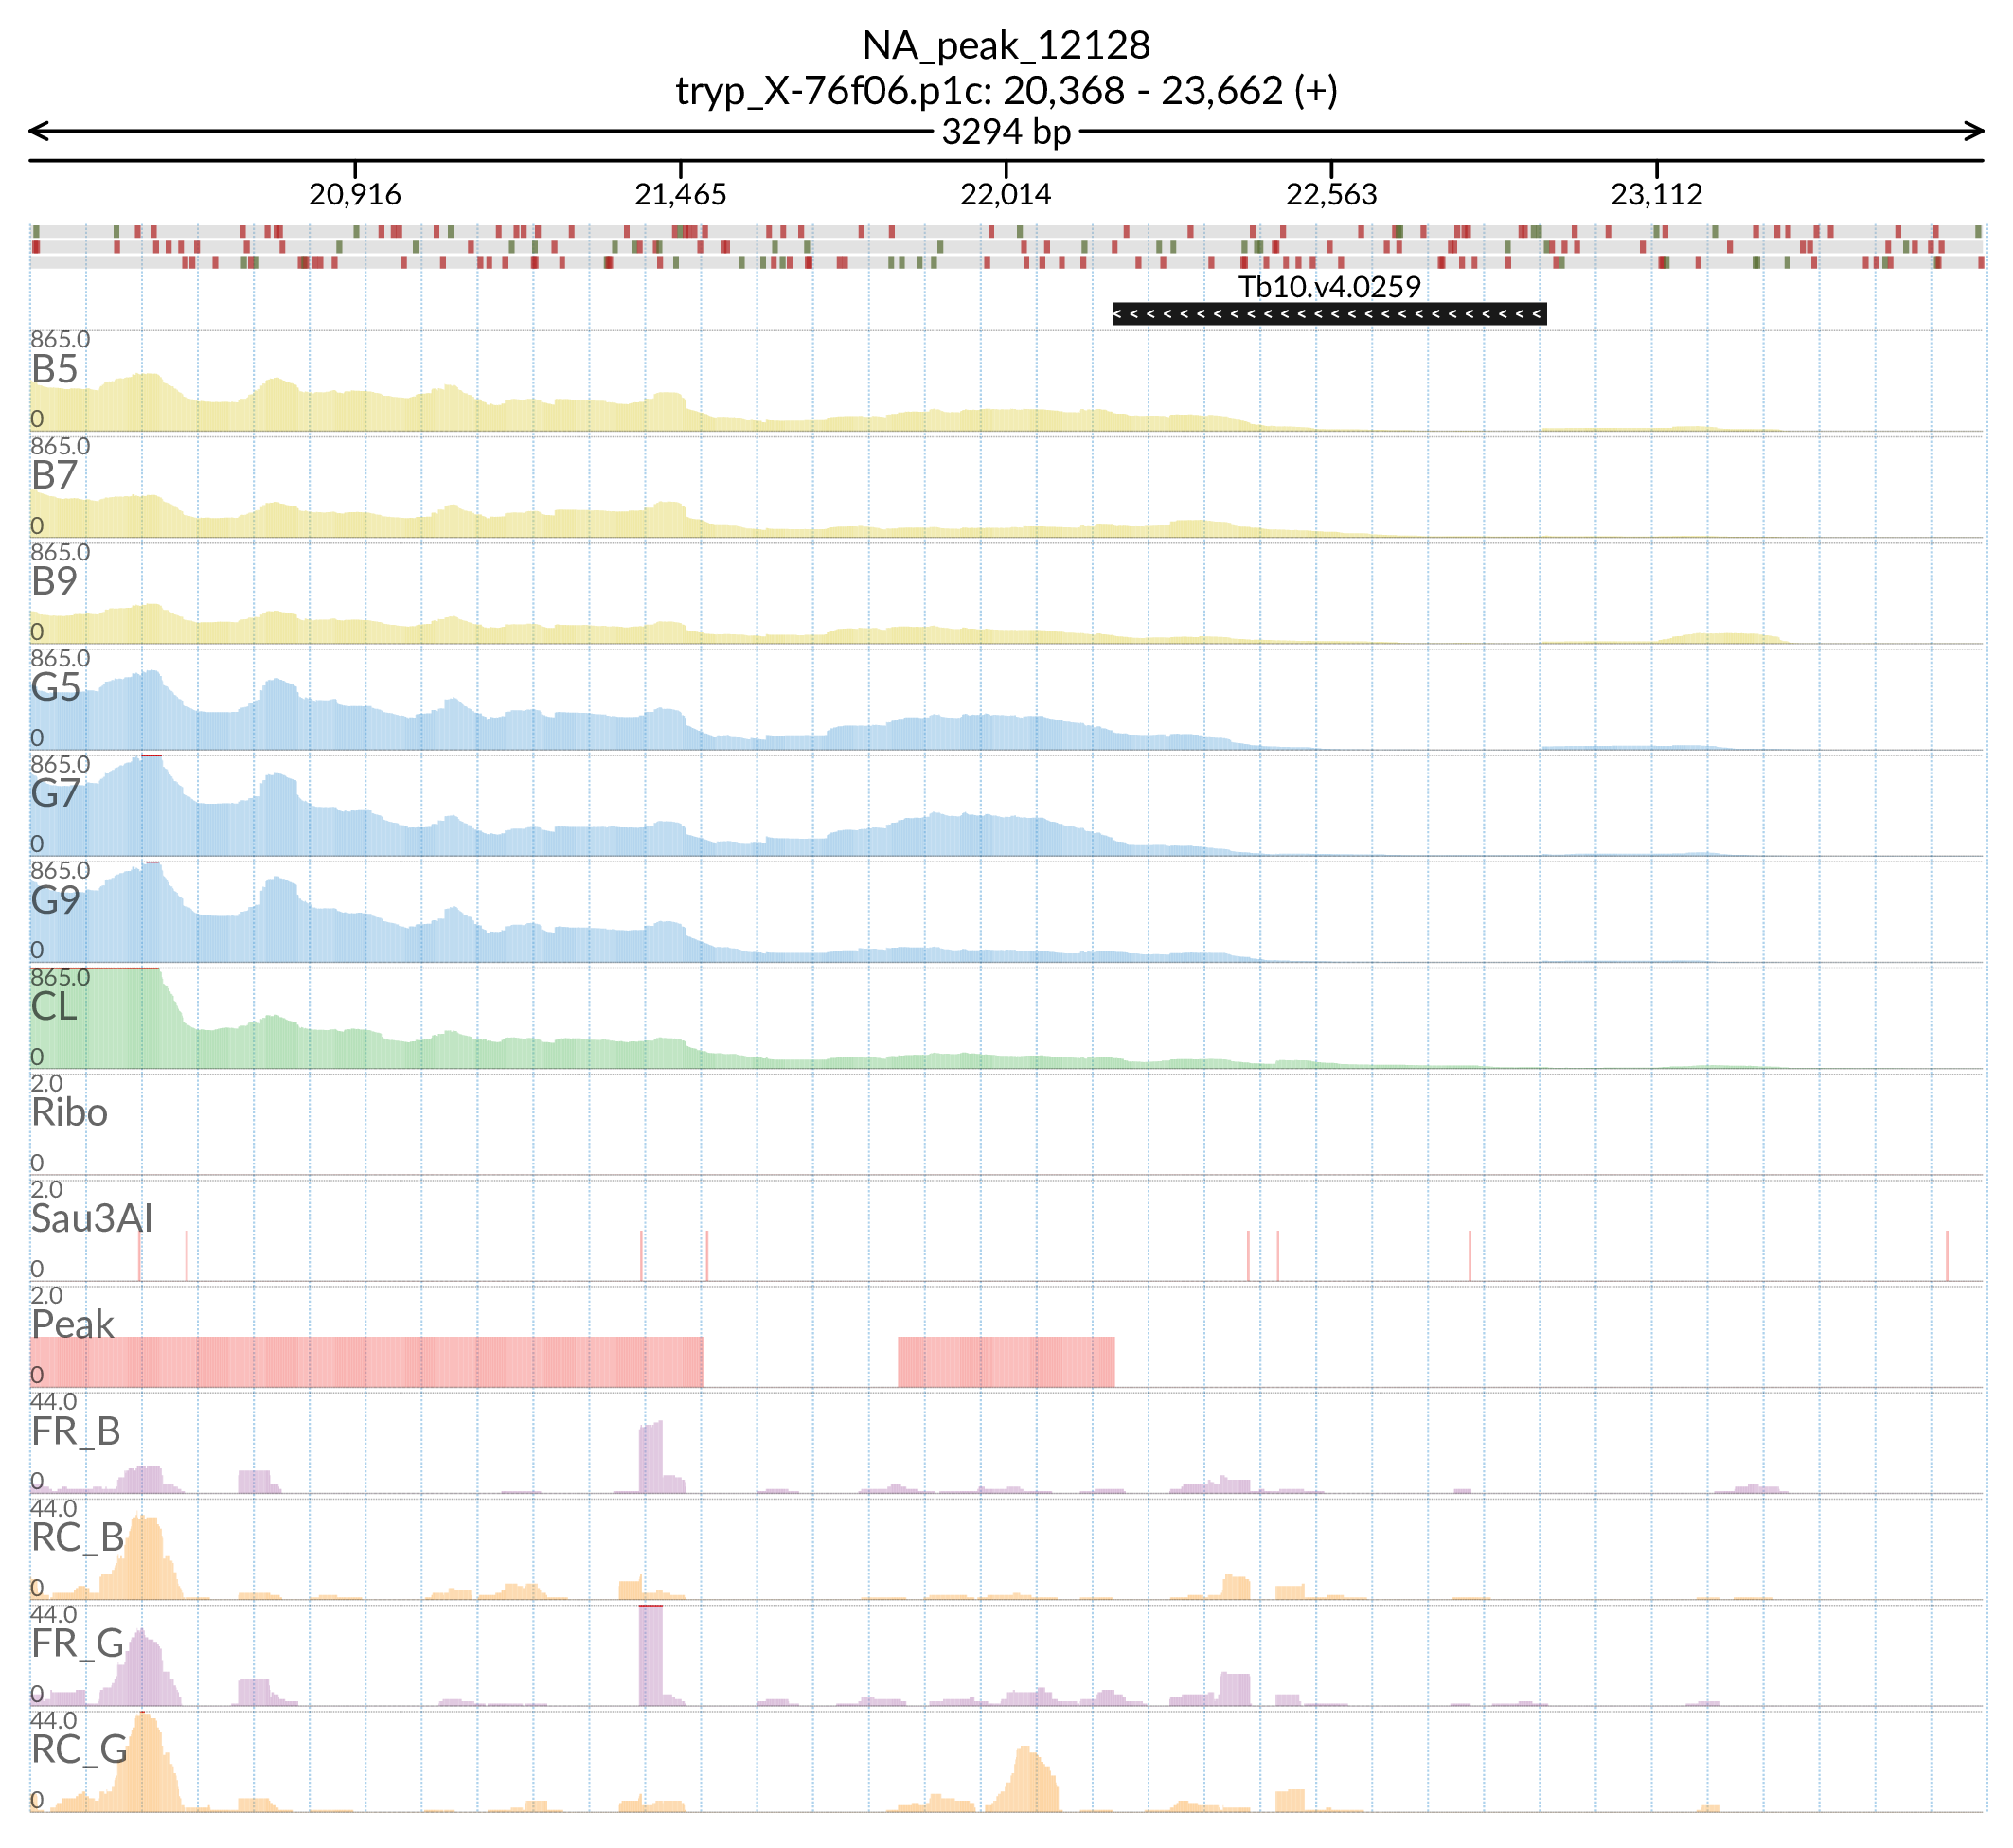 NA_peak_12128
tryp_X-76f06.p1c: 20,368 - 23,662 (+)
3294 bp
20,916 21,465 22,014 22,563 23,112
Tb10.v4.0259
865.0
B5
0
865.0
B7
0
865.0
B9
0
865.0
G5
0
865.0
G7
0
865.0
G9
0
865.0
CL
0
2.0
Ribo
0
2.0
Sau3AI
0
2.0
Peak
0
44.0
FR_B
0
44.0
RC_B
0
44.0
FR_G
0
44.0
RC_G
0